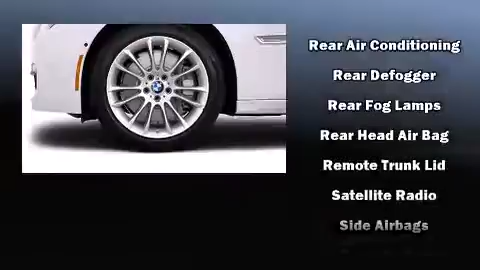 Rear Air Conditioning
Rear Defogger
Rear Fog Lamps
Rear Head Air Bag
Remote Trunk Lid
Satellite Radio
Side Airbags